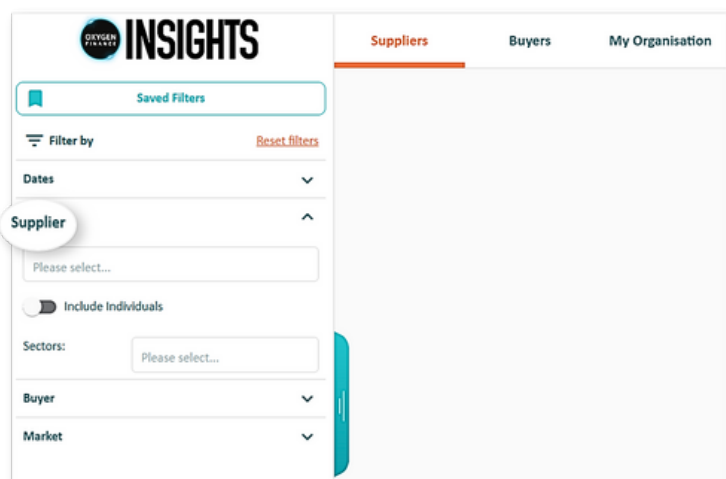 OXYGEN
FINANCE
INSIGHTS
Suppliers
Buyers
My Organisation
Saved Filters
Filter by
Reset filters
Dates
Supplier
Please select...
Include Individuals
Sectors:
Please select...
Buyer
Market